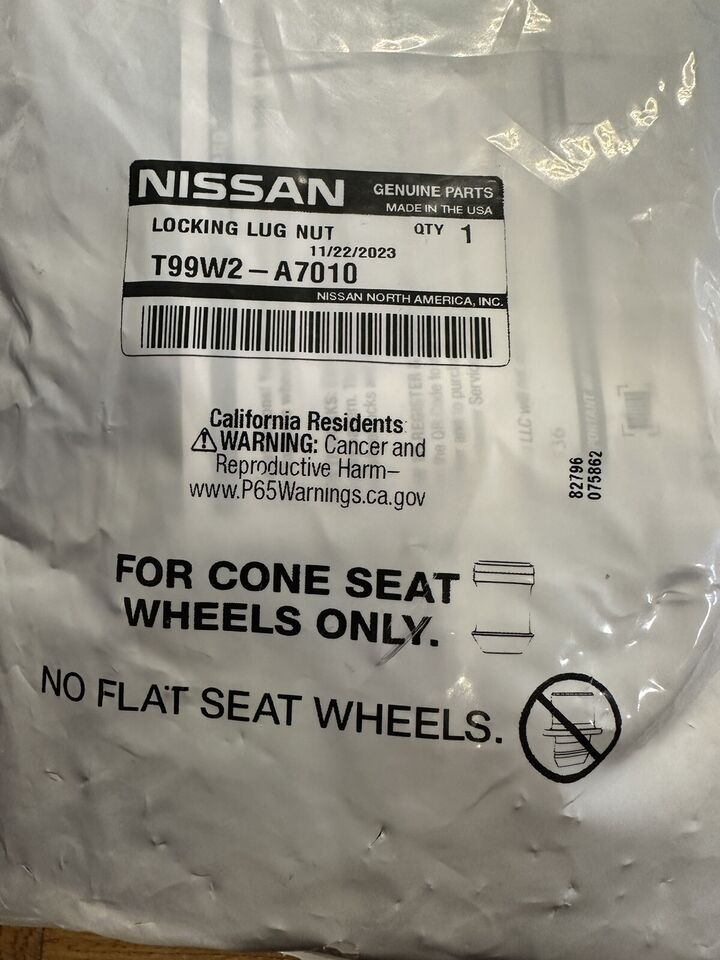 NISSAN GENUINE PARTS
MADE IN THE USA
LOCKING LUG NUT QTY 1
11/22/2023
T99W2-A7010
NISSAN NORTH AMERICA, INC.
California Residents
WARNING: Cancer and
Reproductive Harm-
www.P65Warnings.ca.gov
82796
075862
FOR CONE SEAT
WHEELS ONLY.
NO FLAT SEAT WHEELS.